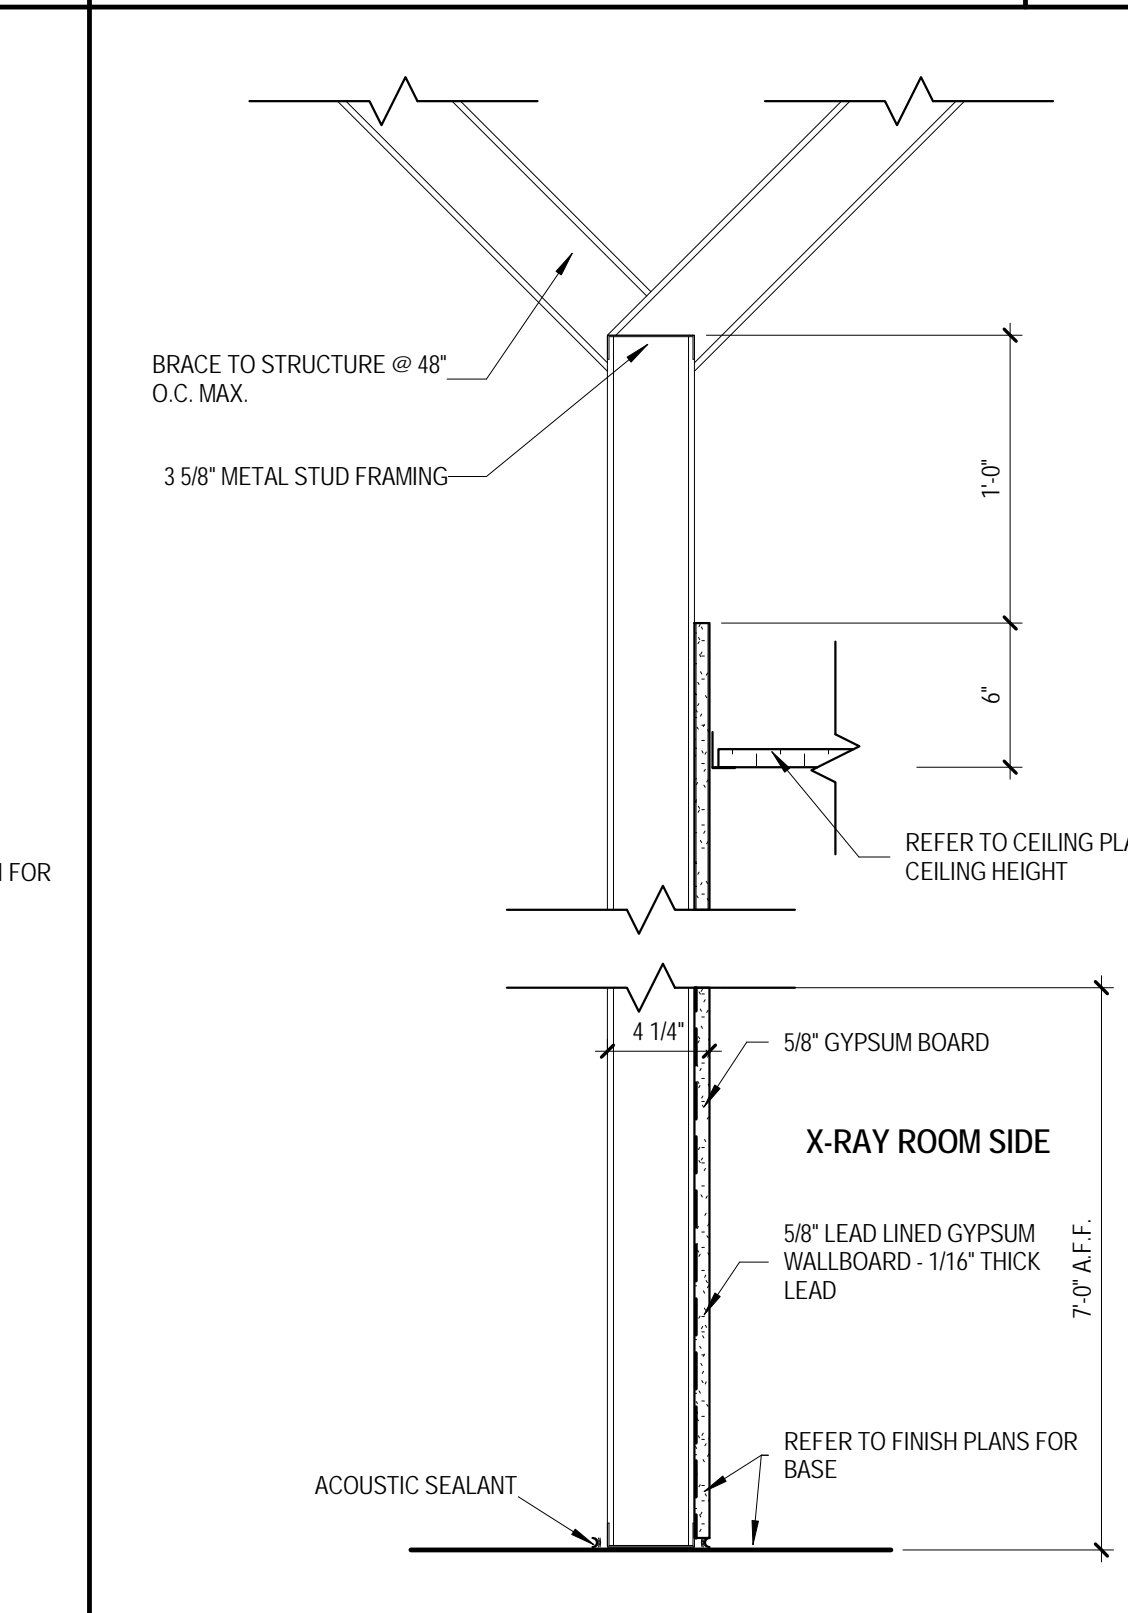 BRACE TO STRUCTURE @ 48"
O.C. MAX.
3 5/8" METAL STUD FRAMING
1'-0"
6"
REFER TO CEILING
CEILING HEIGHT
FOR
4 1/4"
5/8" GYPSUM BOARD
X-RAY ROOM SIDE
5/8" LEAD LINED GYPSUM
WALLBOARD - 1/16" THICK
LEAD
7'-0" A.F.F.
REFER TO FINISH PLANS FOR
BASE
ACOUSTIC SEALANT